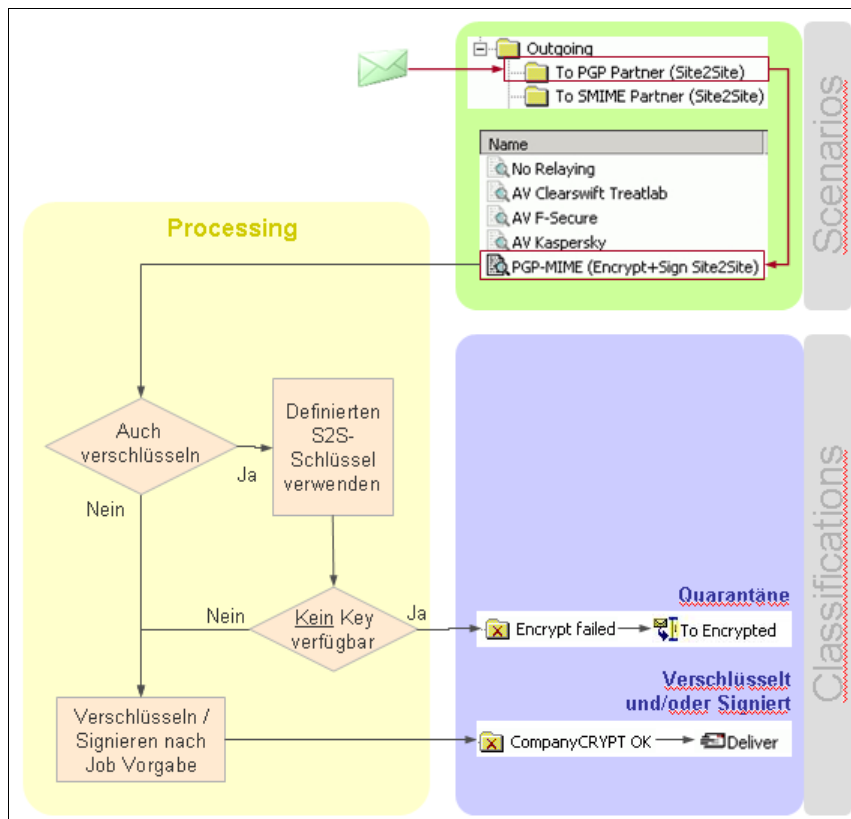 Outgoing
To PGP Partner (Site2Site)
To SMIME Partner (Site2Site)
Scenarios
Name
No Relaying
AV Clearswift Treatlab
AV F-Secure
AV Kaspersky
PGP-MIME (Encrypt+Sign Site2Site)
Processing
Auch
verschlüsseln
Ja
Nein
Definierten
S2S-
Schlüssel
verwenden
Kein Key
verfügbar
Nein
Ja
Verschlüsseln /
Signieren nach
Job Vorgabe
Classifications
Quarantäne
Encrypt failed
To Encrypted
Verschlüsselt
und/oder Signiert
CompanyCRYPT OK
Deliver